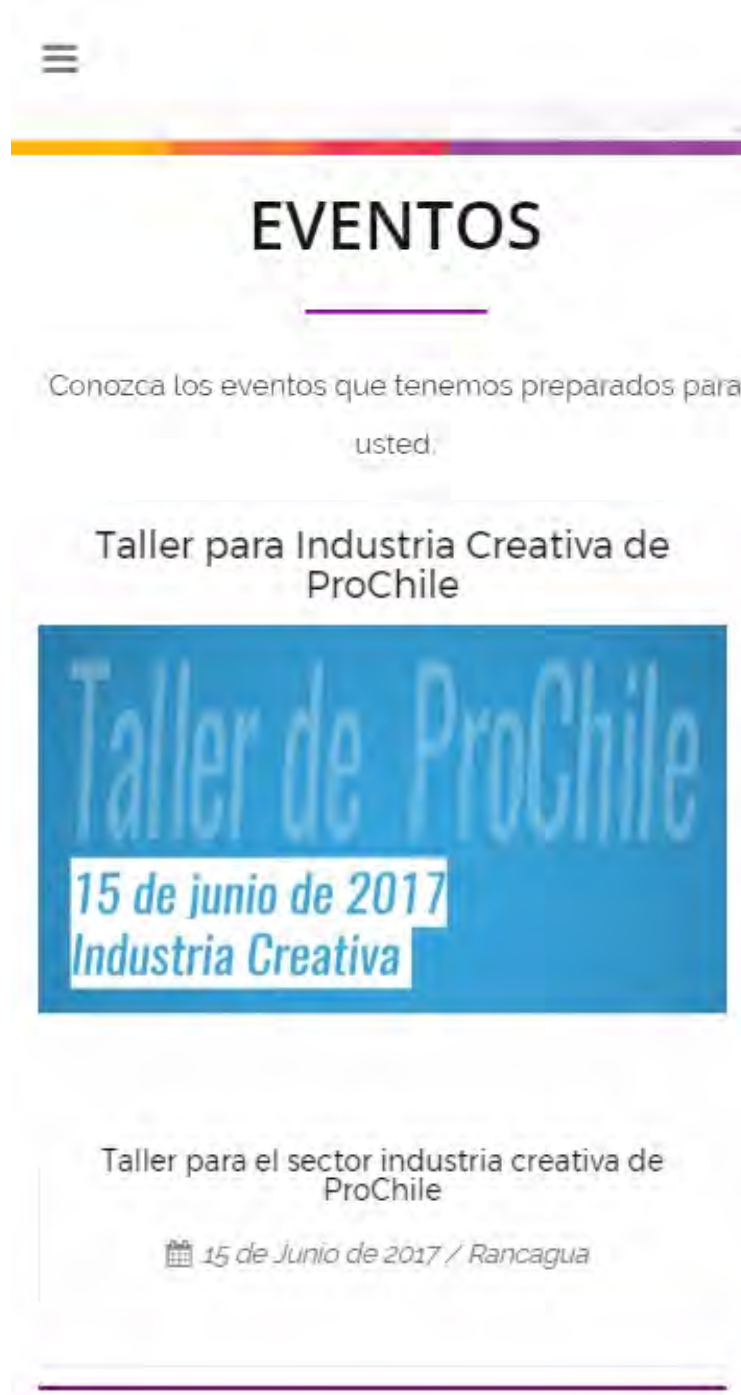 EVENTOS
Conozca los eventos que tenemos preparados para
usted.
Taller para Industria Creativa de
ProChile
Taller de ProChile
15 de junio de 2017
Industria Creativa
Taller para el sector industria creativa de
ProChile
15 de Junio de 2017 / Rancagua